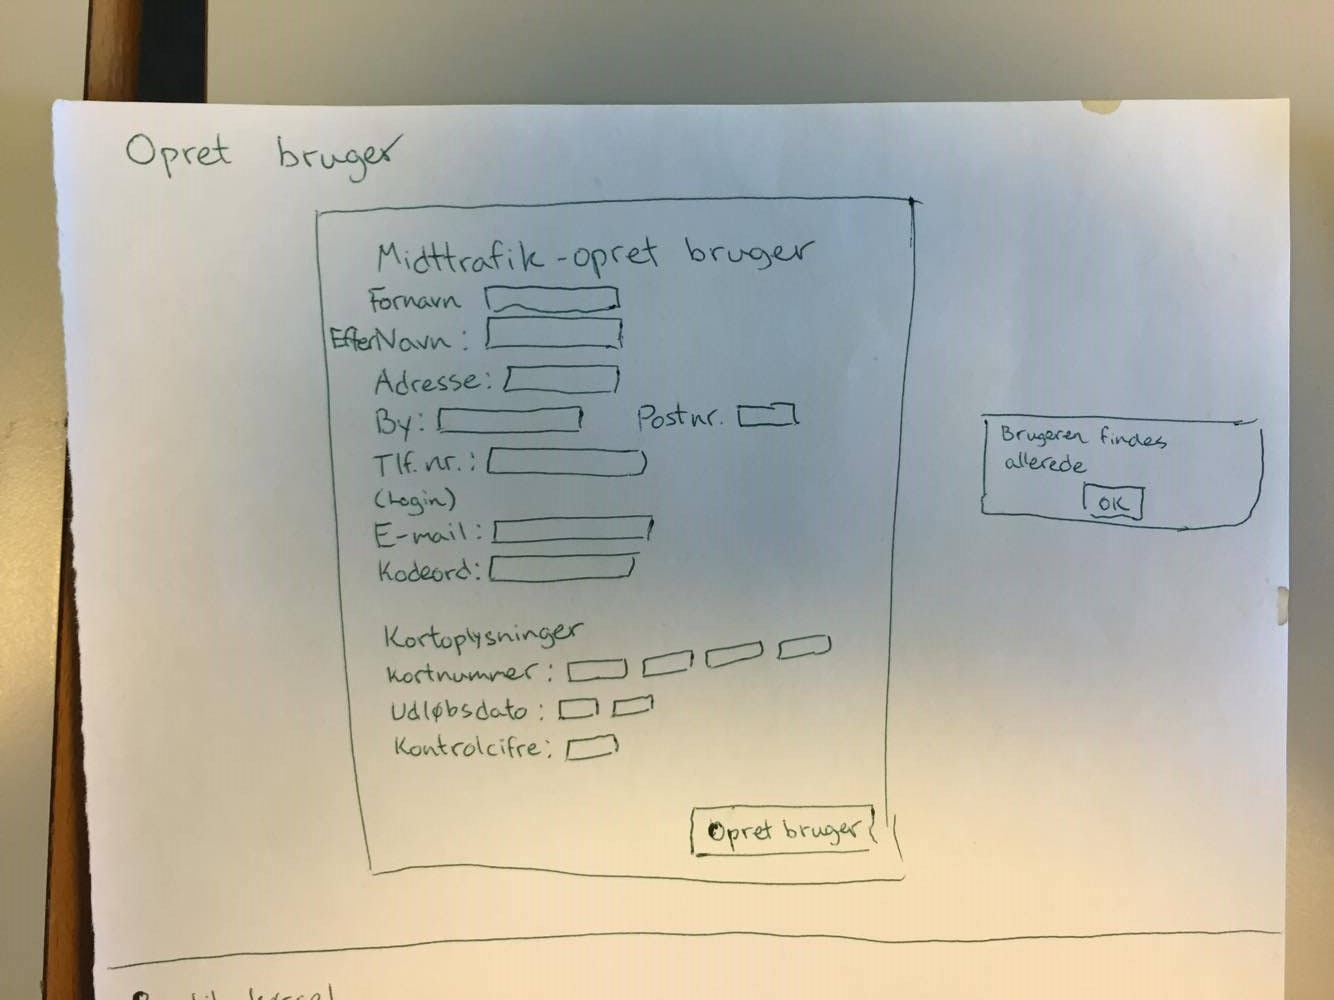 Opret bruger
Midttrafik - opret bruger
Fornavn
EfterNavn :
Adresse:
By: Postnr.
Tlf. nr. :
(Login)
E-mail:
Kodeord:
Kortoplysninger
Kortnummer :
Udløbsdato :
Kontrolcifre:
Opret bruger
Brugeren findes
allerede
OK